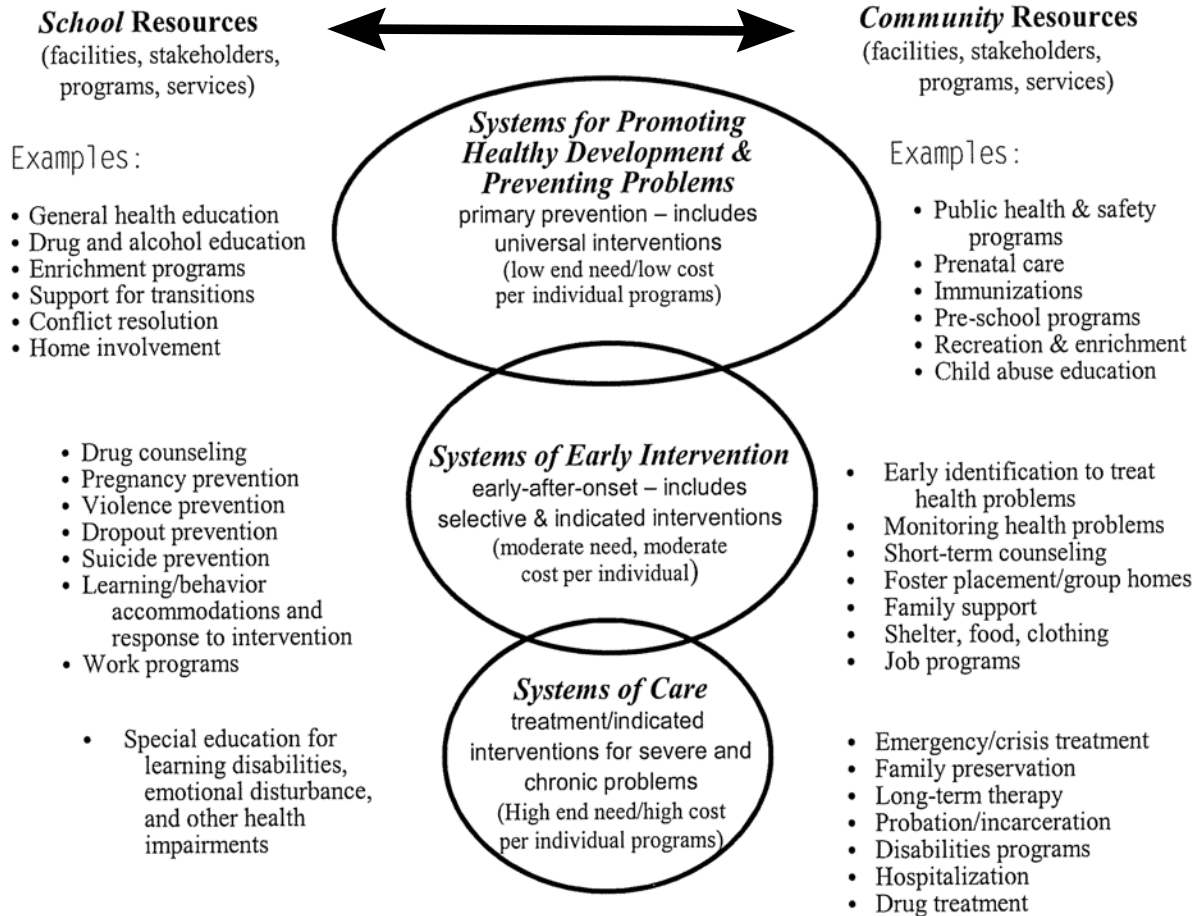 School Resources
(facilities, stakeholders,
programs, services)
Examples:
• General health education
• Drug and alcohol education
• Enrichment programs
• Support for transitions
• Conflict resolution
• Home involvement
• Drug counseling
• Pregnancy prevention
• Violence prevention
• Dropout prevention
• Suicide prevention
• Learning/behavior
accommodations and
response to intervention
• Work programs
• Special education for
learning disabilities,
emotional disturbance,
and other health
impairments
Systems for Promoting
Healthy Development &
Preventing Problems
primary prevention – includes
universal interventions
(low end need/low cost
per individual programs)
Systems of Early Intervention
early-after-onset – includes
selective & indicated interventions
(moderate need, moderate
cost per individual)
Systems of Care
treatment/indicated
interventions for severe and
chronic problems
(High end need/high cost
per individual programs)
Community Resources
(facilities, stakeholders,
programs, services)
Examples:
• Public health & safety
programs
• Prenatal care
• Immunizations
• Pre-school programs
• Recreation & enrichment
• Child abuse education
• Early identification to treat
health problems
• Monitoring health problems
• Short-term counseling
• Foster placement/group homes
• Family support
• Shelter, food, clothing
• Job programs
• Emergency/crisis treatment
• Family preservation
• Long-term therapy
• Probation/incarceration
• Disabilities programs
• Hospitalization
• Drug treatment